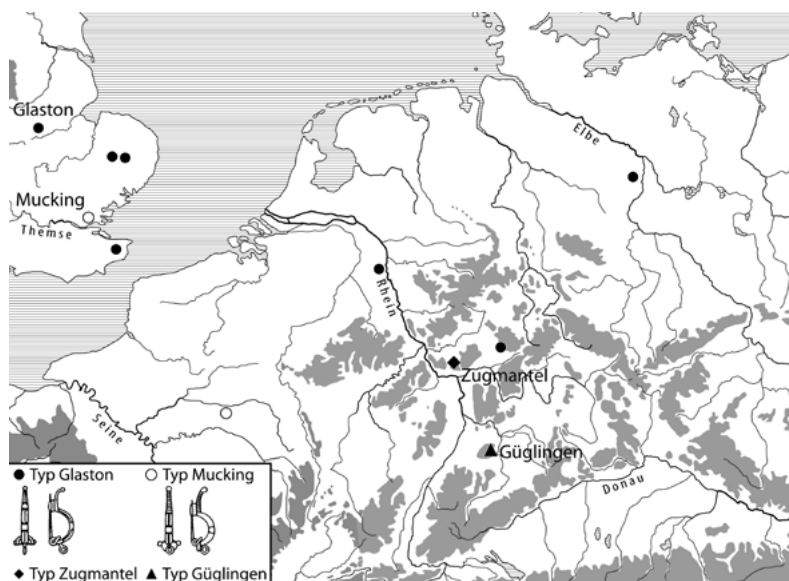 Glaston
Elbe
Mucking
Themse
Rhein
Zugmantel
Seine
Güglingen
Donau
Typ Glaston
Typ Mucking
Typ Zugmantel
Typ Güglingen